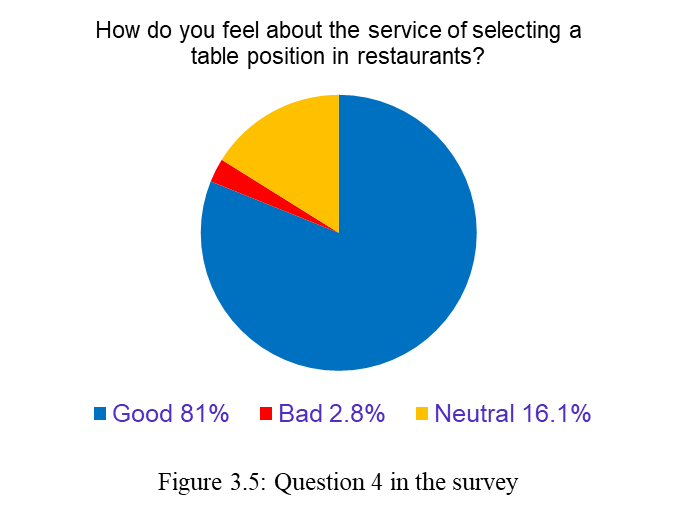 How do you feel about the service of selecting a
table position in restaurants?
Good 81% Bad 2.8% Neutral 16.1%
Figure 3.5: Question 4 in the survey